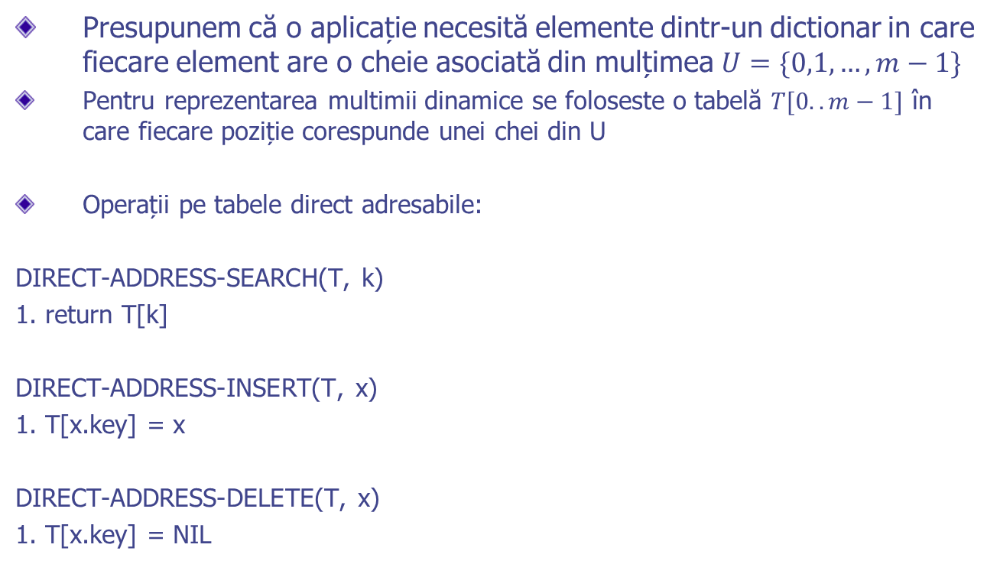 Presupunem că o aplicație necesită elemente dintr-un dictionar in care
fiecare element are o cheie asociată din mulțimea U = {0,1, … , m − 1}
Pentru reprezentarea multimii dinamice se foloseste o tabelă T[0. . m − 1] în
care fiecare poziție corespunde unei chei din U
Operații pe tabele direct adresabile:
DIRECT-ADDRESS-SEARCH(T, k)
1. return T[k]
DIRECT-ADDRESS-INSERT(T, x)
1. T[x.key] = x
DIRECT-ADDRESS-DELETE(T, x)
1. T[x.key] = NIL